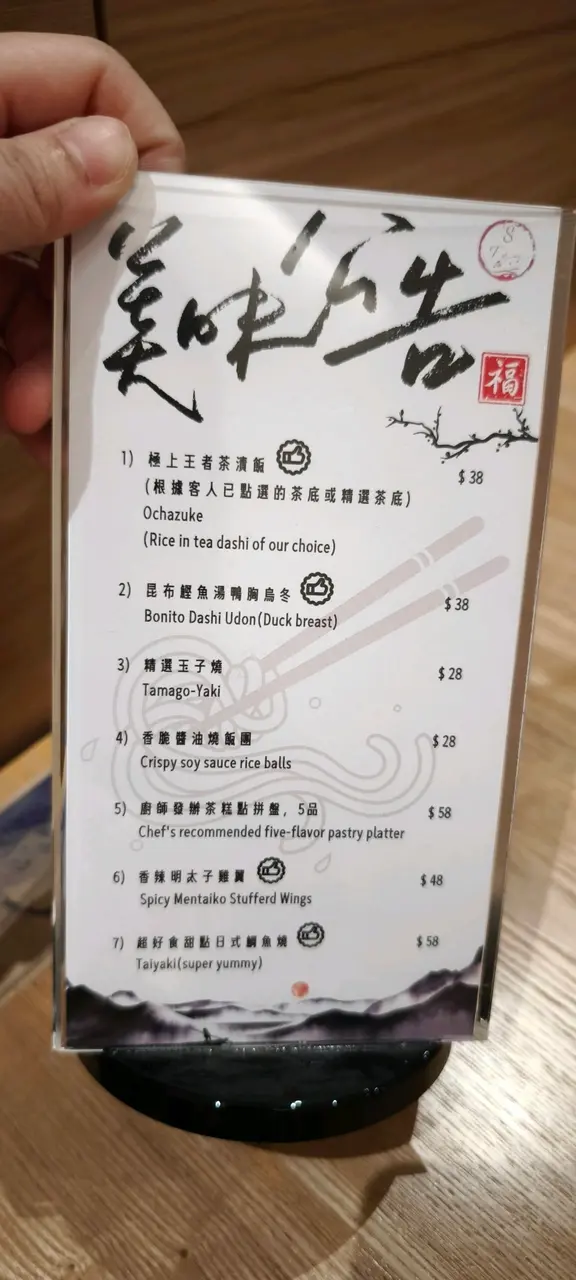 美味公告
福
1) 極上王者茶漬飯 $ 38
(根據客人已點選的茶底或精選茶底)
Ochazuke
(Rice in tea dashi of our choice)
2) 昆布鰹魚湯鴨胸烏冬 $ 38
Bonito Dashi Udon(Duck breast)
3) 精選玉子燒 $ 28
Tamago-Yaki
4) 香脆醬油燒飯團 $ 28
Crispy soy sauce rice balls
5) 廚師發辦茶糕點拼盤, 5品 $ 58
Chef's recommended five-flavor pastry platter
6) 香辣明太子雞翼 $ 48
Spicy Mentaiko Stufferd Wings
7) 超好食甜點日式鯛魚燒 $ 58
Taiyaki(super yummy)